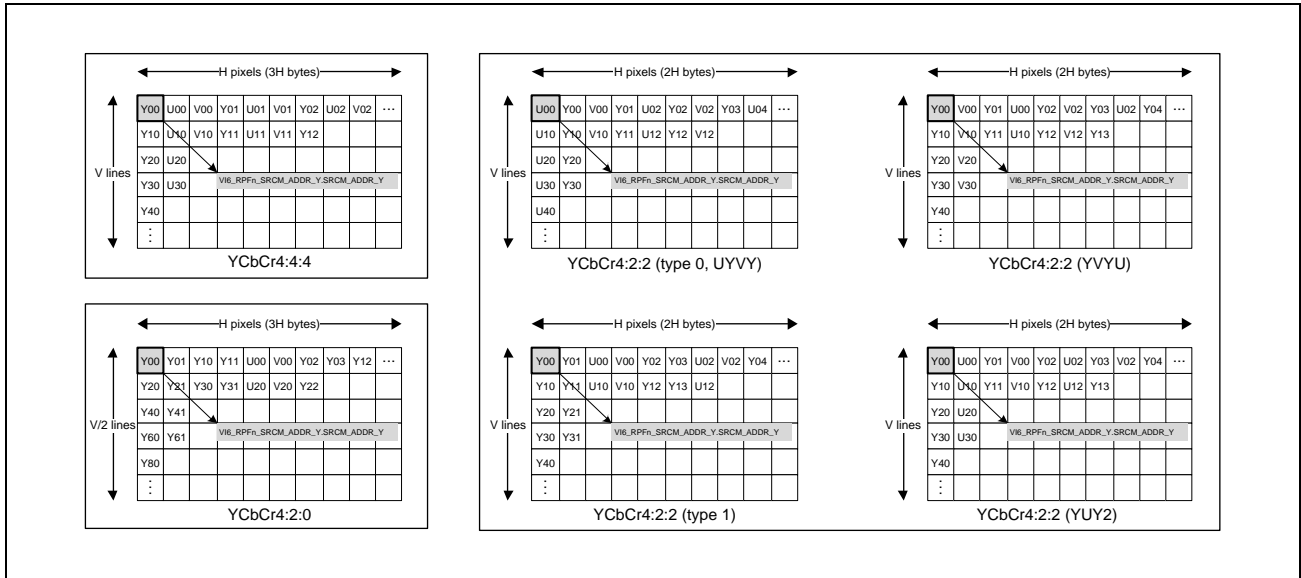 H pixels (3H bytes)
V lines
Y00 U00 V00 Y01 U01 V01 Y02 U02 V02 …
Y10 U10 V10 Y11 U11 V11 Y12
Y20 U20
Y30 U30 VI6_RPFn_SRCM_ADDR_Y.SRCM_ADDR_Y
Y40
⋮
YCbCr4:4:4
H pixels (2H bytes)
V lines
U00 Y00 V00 Y01 U02 Y02 V02 Y03 U04 …
U10 Y10 V10 Y11 U12 Y12 V12
U20 Y20
U30 Y30 VI6_RPFn_SRCM_ADDR_Y.SRCM_ADDR_Y
U40
⋮
YCbCr4:2:2 (type 0, UYVY)
H pixels (2H bytes)
V lines
Y00 V00 Y01 U00 Y02 V02 Y03 U02 Y04 …
Y10 V10 Y11 U10 Y12 V12 Y13
Y20 V20
Y30 V30 VI6_RPFn_SRCM_ADDR_Y.SRCM_ADDR_Y
Y40
⋮
YCbCr4:2:2 (YVYU)
H pixels (3H bytes)
V/2 lines
Y00 Y01 Y10 Y11 U00 V00 Y02 Y03 Y12 …
Y20 Y21 Y30 Y31 U20 V20 Y22
Y40 Y41
Y60 Y61 VI6_RPFn_SRCM_ADDR_Y.SRCM_ADDR_Y
Y80
⋮
YCbCr4:2:0
H pixels (2H bytes)
V lines
Y00 Y01 U00 V00 Y02 Y03 U02 V02 Y04 …
Y10 Y11 U10 V10 Y12 Y13 U12
Y20 Y21
Y30 Y31 VI6_RPFn_SRCM_ADDR_Y.SRCM_ADDR_Y
Y40
⋮
YCbCr4:2:2 (type 1)
H pixels (2H bytes)
V lines
Y00 U00 Y01 V00 Y02 U02 Y03 V02 Y04 …
Y10 U10 Y11 V10 Y12 U12 Y13
Y20 U20
Y30 U30 VI6_RPFn_SRCM_ADDR_Y.SRCM_ADDR_Y
Y40
⋮
YCbCr4:2:2 (YUY2)